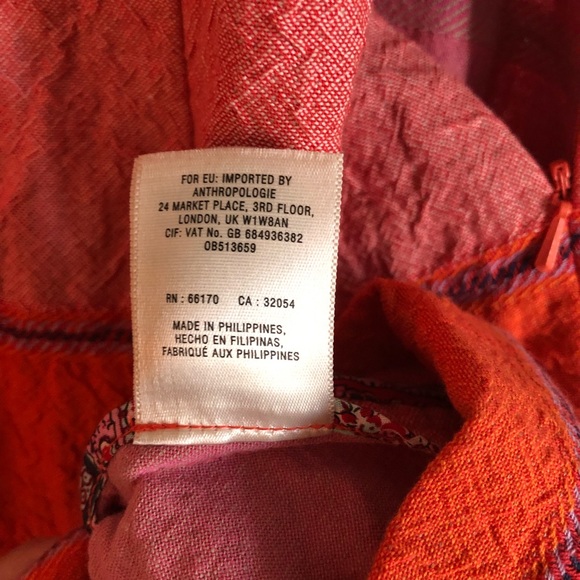 FOR EU: IMPORTED BY
ANTHROPOLOGIE
24 MARKET PLACE, 3RD FLOOR,
LONDON, UK W1W8AN
CIF: VAT No. GB 684936382
OB513659
RN : 66170 CA : 32054
MADE IN PHILIPPINES,
HECHO EN FILIPINAS,
FABRIQUÉ AUX PHILIPPINES